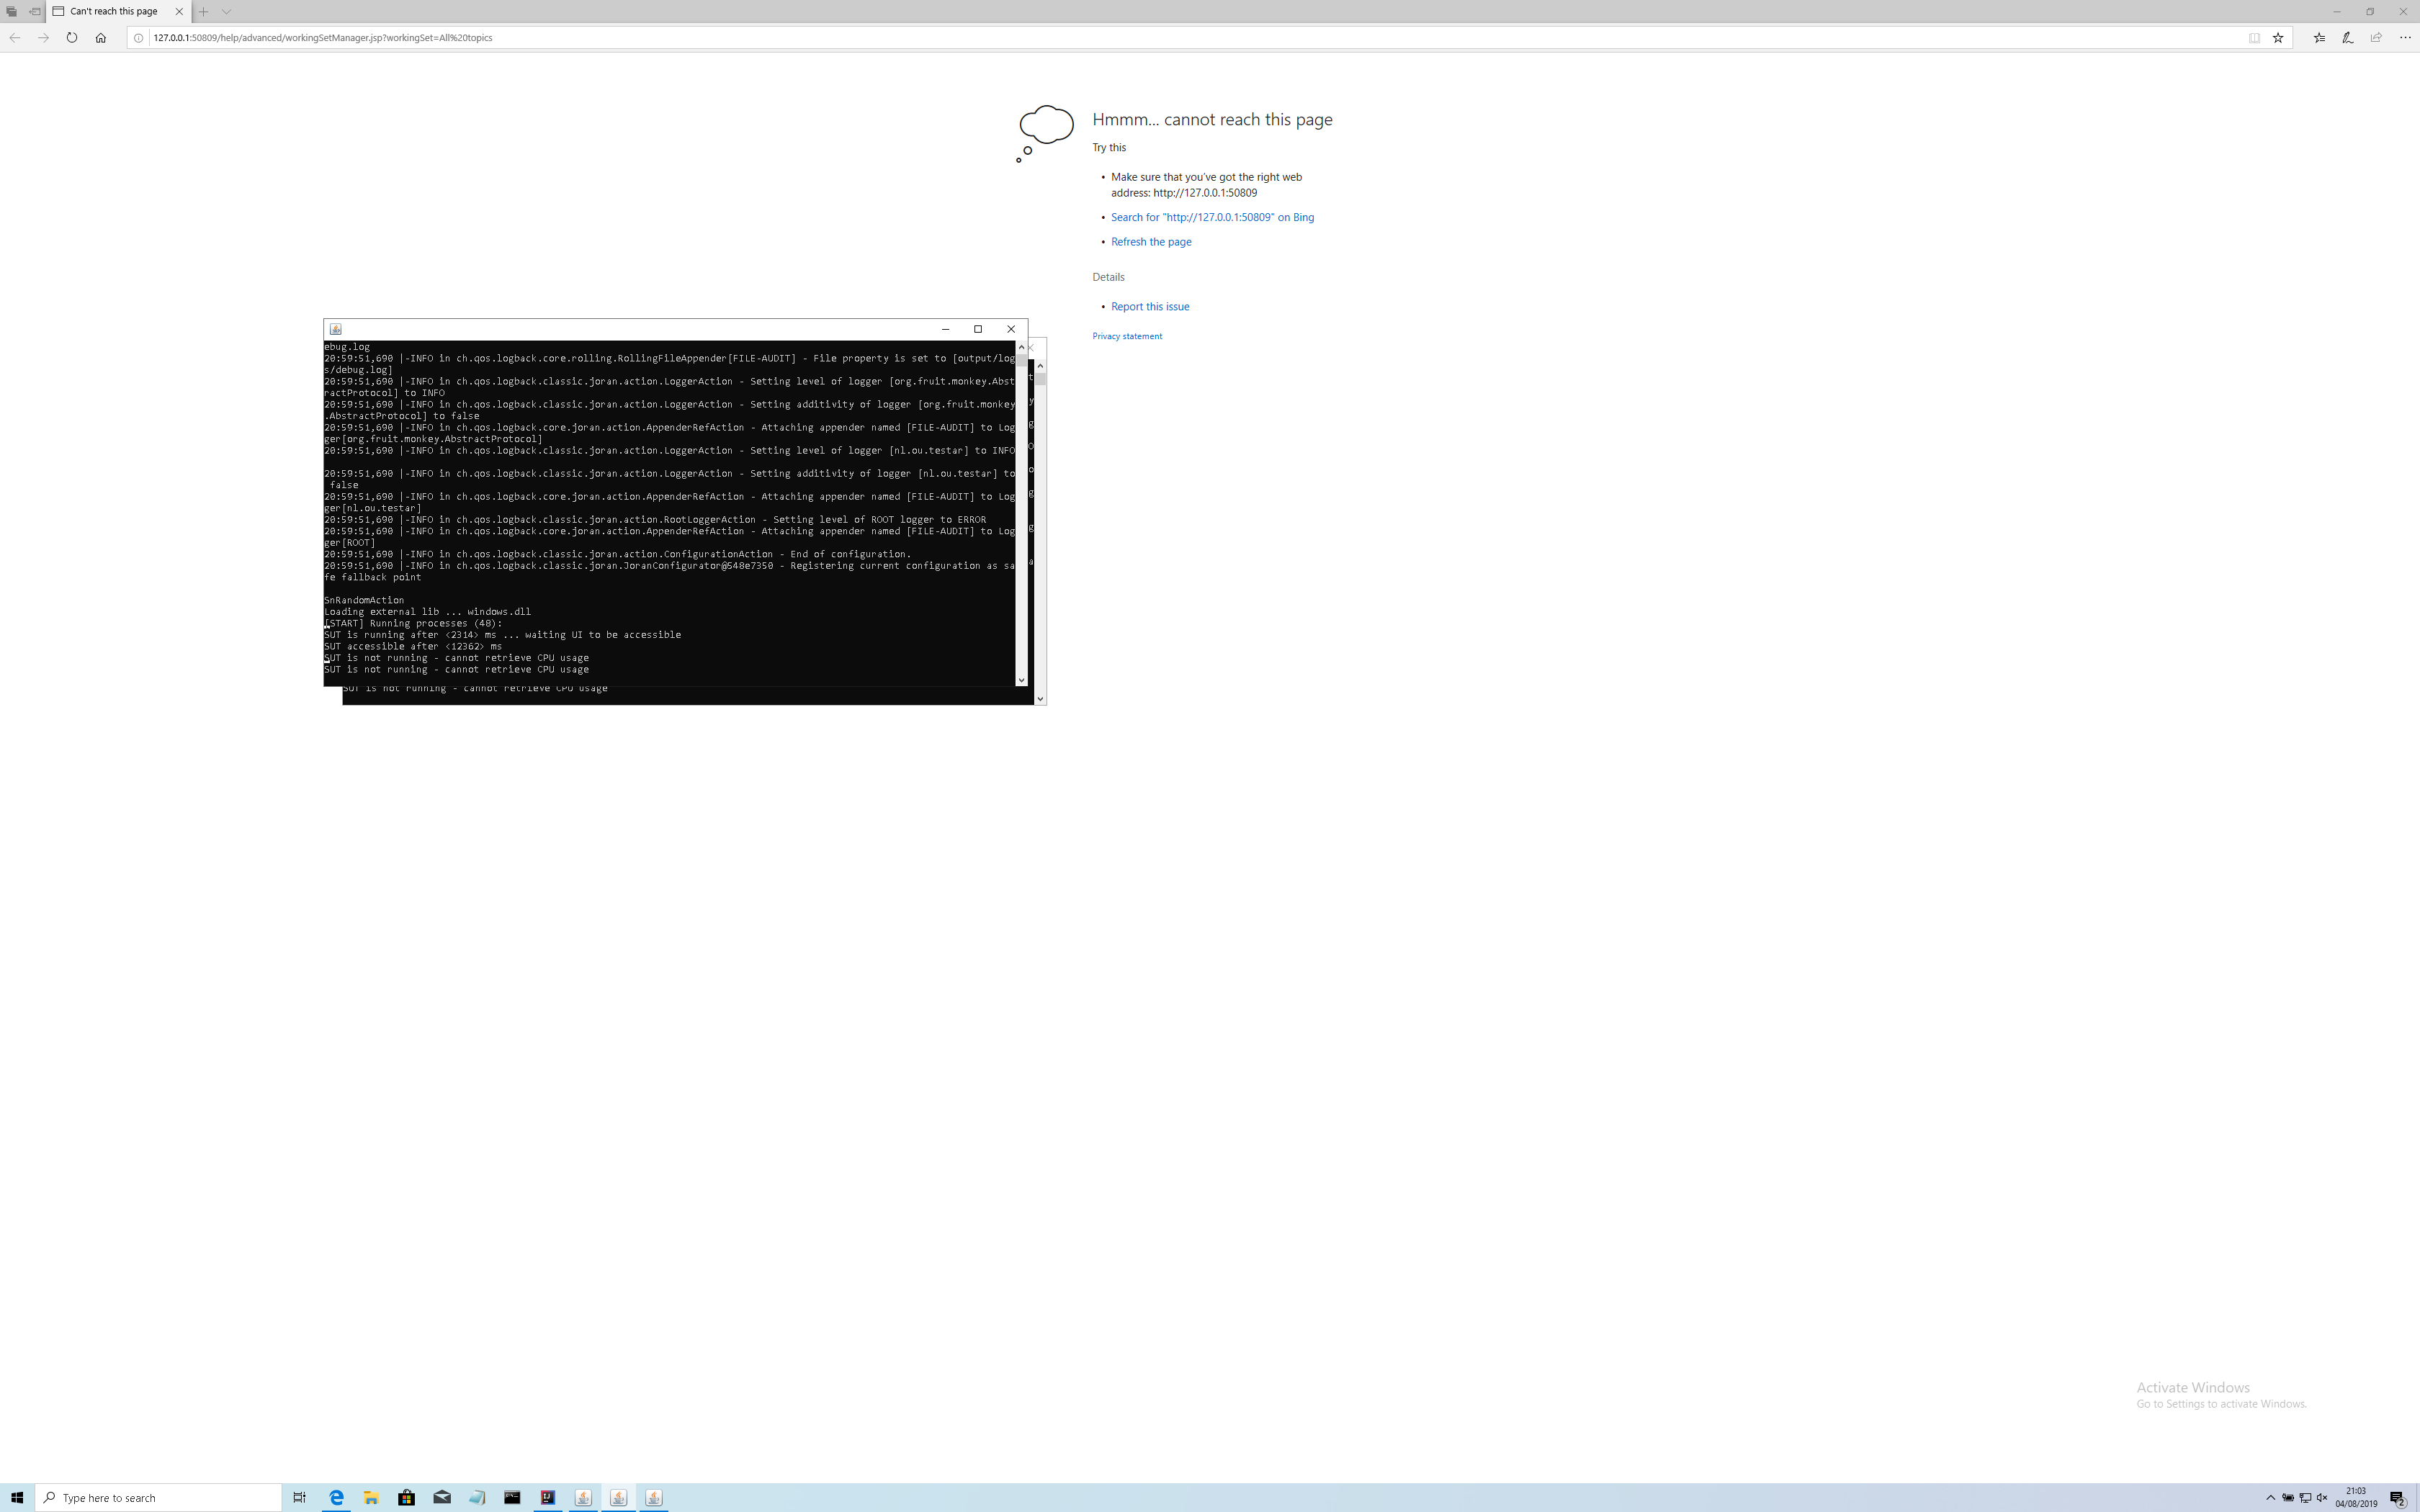 Can't reach this page
127.0.0.1:50809/help/advanced/workingSetManager.jsp?workingSet=All%20topics
Hmmm... cannot reach this page
Try this
• Make sure that you've got the right web
address: http://127.0.0.1:50809
• Search for "http://127.0.0.1:50809" on Bing
• Refresh the page
Details
• Report this issue
Privacy statement
ebug.log
20:59:51,690 |-INFO in ch.qos.logback.core.rolling.RollingFileAppender[FILE-AUDIT] - File property is set to [output/log
s/debug.log]
20:59:51,690 |-INFO in ch.qos.logback.classic.joran.action.LoggerAction - Setting level of logger [org.fruit.monkey.Abst
ractProtocol] to INFO
20:59:51,690 |-INFO in ch.qos.logback.classic.joran.action.LoggerAction - Setting additivity of logger [org.fruit.monkey
.AbstractProtocol] to false
20:59:51,690 |-INFO in ch.qos.logback.core.joran.action.AppenderRefAction - Attaching appender named [FILE-AUDIT] to Log
ger[org.fruit.monkey.AbstractProtocol]
20:59:51,690 |-INFO in ch.qos.logback.classic.joran.action.LoggerAction - Setting level of logger [nl.ou.testar] to INFO
20:59:51,690 |-INFO in ch.qos.logback.classic.joran.action.LoggerAction - Setting additivity of logger [nl.ou.testar] to
false
20:59:51,690 |-INFO in ch.qos.logback.core.joran.action.AppenderRefAction - Attaching appender named [FILE-AUDIT] to Log
ger[nl.ou.testar]
20:59:51,690 |-INFO in ch.qos.logback.classic.joran.action.RootLoggerAction - Setting level of ROOT logger to ERROR
20:59:51,690 |-INFO in ch.qos.logback.core.joran.action.AppenderRefAction - Attaching appender named [FILE-AUDIT] to Log
ger[ROOT]
20:59:51,690 |-INFO in ch.qos.logback.classic.joran.action.ConfigurationAction - End of configuration.
20:59:51,690 |-INFO in ch.qos.logback.classic.joran.JoranConfigurator@548e7350 - Registering current configuration as sa
fe fallback point
SnRandomAction
Loading external lib ... windows.dll
[START] Running processes (48):
SUT is running after <2314> ms ... waiting UI to be accessible
SUT accessible after <12362> ms
SUT is not running - cannot retrieve CPU usage
SUT is not running - cannot retrieve CPU usage
SUT is not running - cannot retrieve CPU usage
Activate Windows
Go to Settings to activate Windows.
Type here to search
21:03
04/08/2019
2